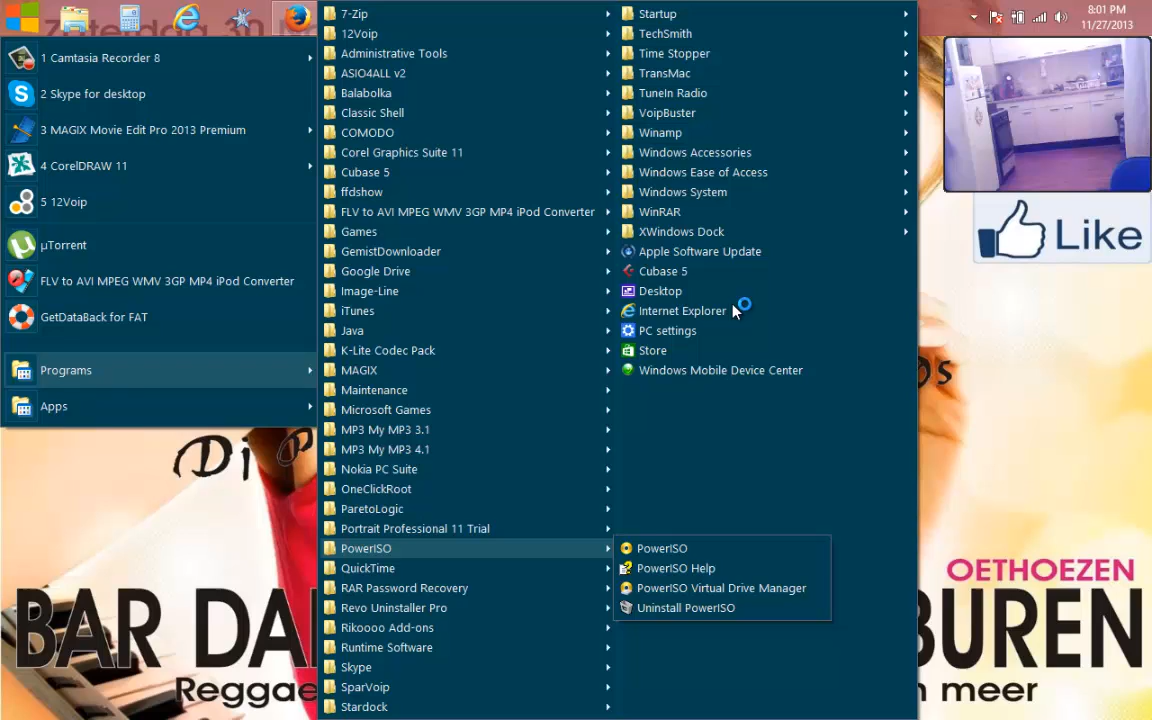 8:01 PM
11/27/2013
1 Camtasia Recorder 8
2 Skype for desktop
3 MAGIX Movie Edit Pro 2013 Premium
4 CorelDRAW 11
5 12Voip
µTorrent
FLV to AVI MPEG WMV 3GP MP4 iPod Converter
GetDataBack for FAT
Programs
Apps
7-Zip
12Voip
Administrative Tools
ASIO4ALL v2
Balabolka
Classic Shell
COMODO
Corel Graphics Suite 11
Cubase 5
ffdshow
FLV to AVI MPEG WMV 3GP MP4 iPod Converter
Games
GemistDownloader
Google Drive
Image-Line
iTunes
Java
K-Lite Codec Pack
MAGIX
Maintenance
Microsoft Games
MP3 My MP3 3.1
MP3 My MP3 4.1
Nokia PC Suite
OneClickRoot
ParetoLogic
Portrait Professional 11 Trial
PowerISO
QuickTime
RAR Password Recovery
Revo Uninstaller Pro
Rikoooo Add-ons
Runtime Software
Skype
SparVoip
Stardock
Startup
TechSmith
Time Stopper
TransMac
TuneIn Radio
VoipBuster
Winamp
Windows Accessories
Windows Ease of Access
Windows System
WinRAR
XWindows Dock
Apple Software Update
Cubase 5
Desktop
Internet Explorer
PC settings
Store
Windows Mobile Device Center
PowerISO
PowerISO Help
PowerISO Virtual Drive Manager
Uninstall PowerISO
Like
OETHOEZEN
BAR DA
BUREN
Reggae
meer